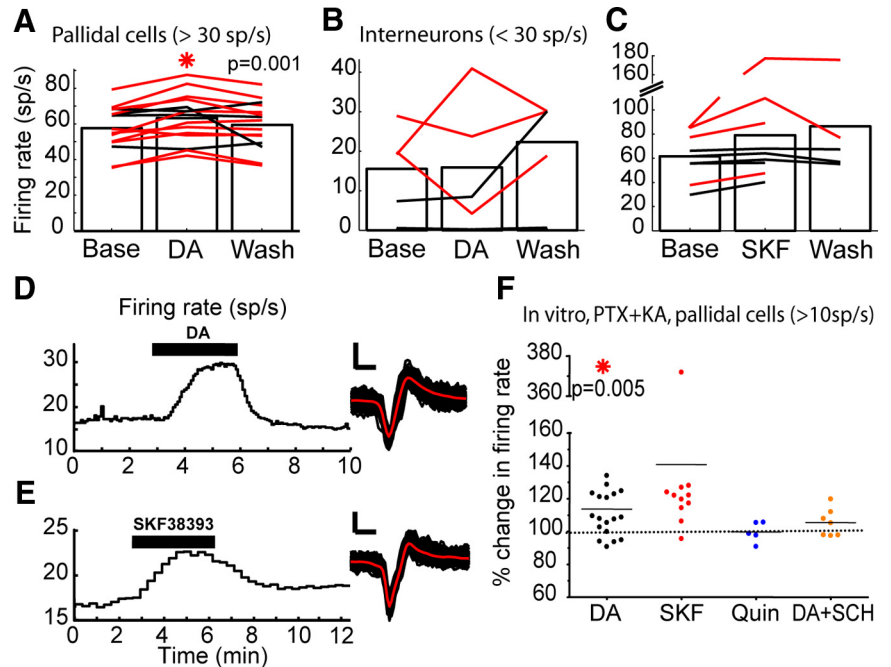 A
Pallidal cells (> 30 sp/s)
*
p=0.001
Firing rate (sp/s)
80
60
40
20
0
Base DA Wash
B
Interneurons (< 30 sp/s)
40
30
20
10
0
Base DA Wash
C
180
160
100
80
60
40
20
0
Base SKF Wash
D
Firing rate (sp/s)
DA
30
20
10
0 2 4 6 8 10
E
SKF38393
25
20
15
0 2 4 6 8 10 12
Time (min)
F
In vitro, PTX+KA, pallidal cells (>10sp/s)
*
p=0.005
% change in firing rate
380
360
140
120
100
80
60
DA SKF Quin DA+SCH